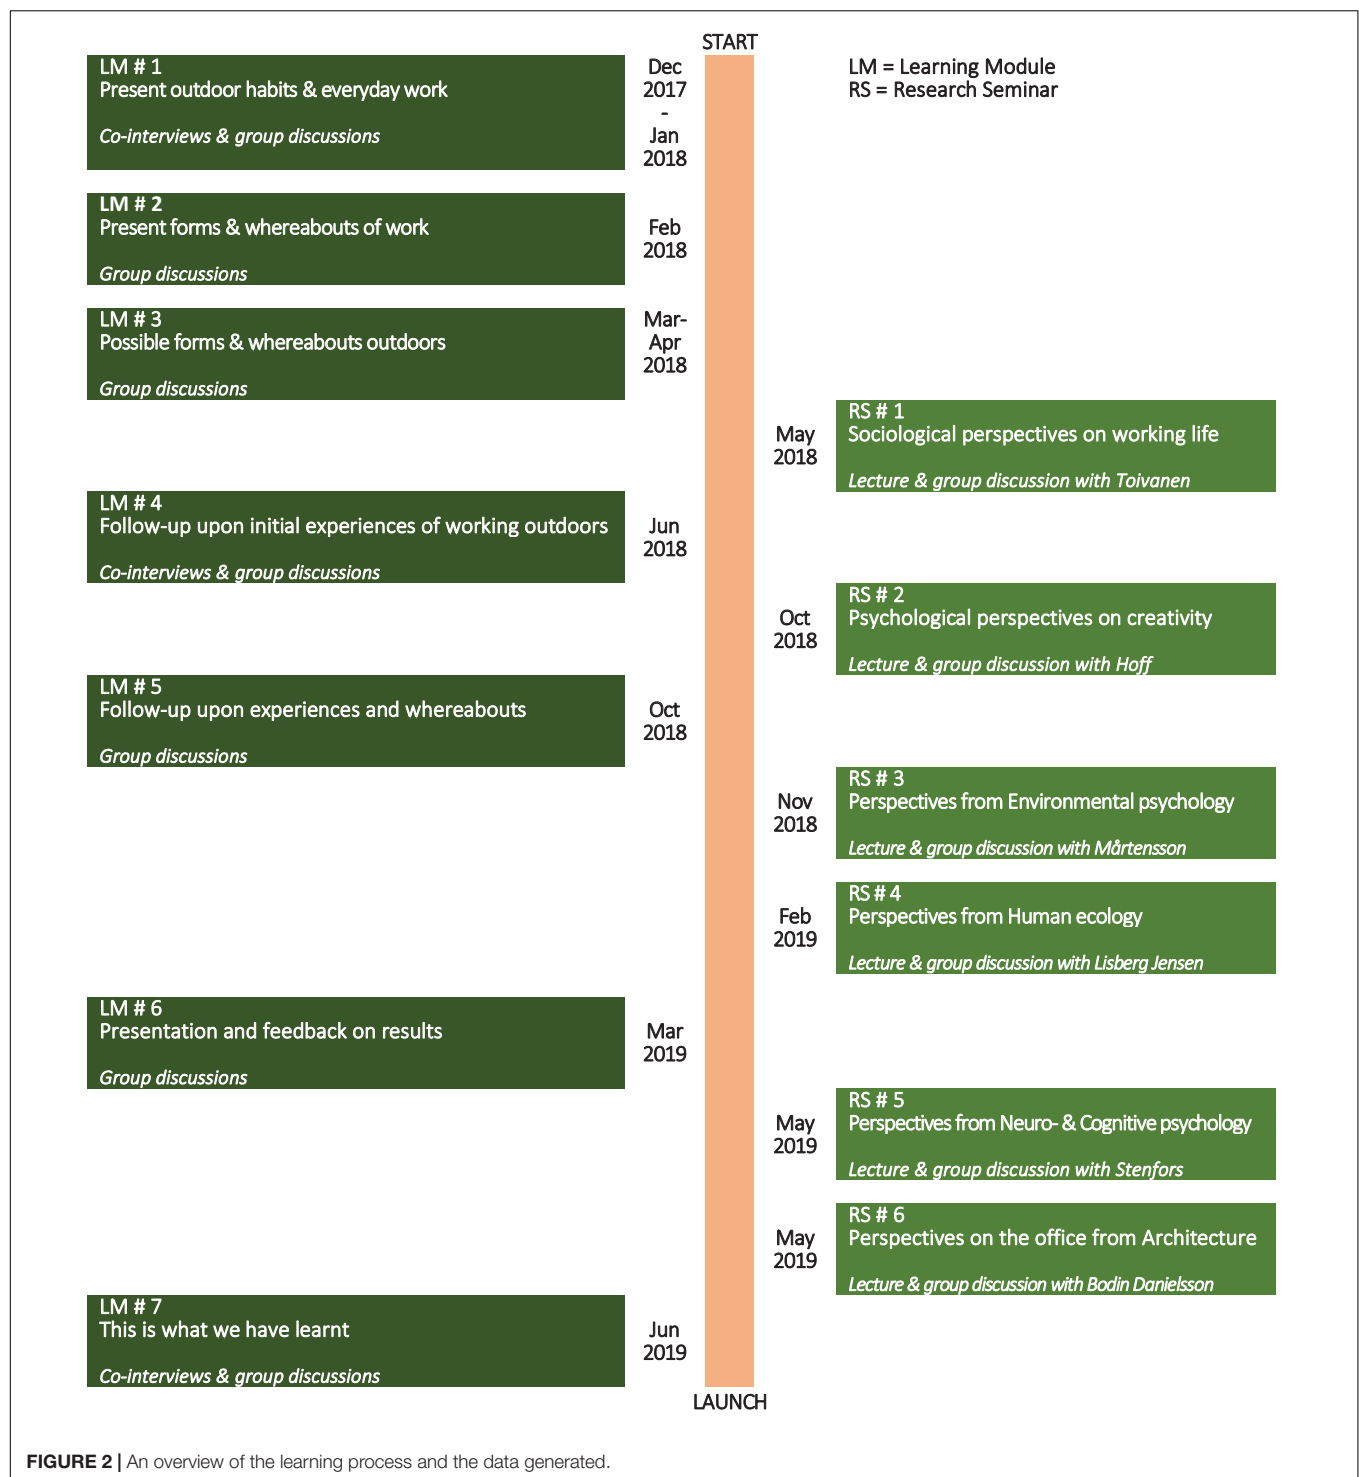 START
LM # 1
Present outdoor habits & everyday work
Co-interviews & group discussions
Dec
2017
-
Jan
2018
LM = Learning Module
RS = Research Seminar
LM # 2
Present forms & whereabouts of work
Group discussions
Feb
2018
LM # 3
Possible forms & whereabouts outdoors
Group discussions
Mar-
Apr
2018
May
2018
RS # 1
Sociological perspectives on working life
Lecture & group discussion with Toivanen
LM # 4
Follow-up upon initial experiences of working outdoors
Co-interviews & group discussions
Jun
2018
Oct
2018
RS # 2
Psychological perspectives on creativity
Lecture & group discussion with Hoff
LM # 5
Follow-up upon experiences and whereabouts
Group discussions
Oct
2018
Nov
2018
RS # 3
Perspectives from Environmental psychology
Lecture & group discussion with Mårtensson
Feb
2019
RS # 4
Perspectives from Human ecology
Lecture & group discussion with Lisberg Jensen
LM # 6
Presentation and feedback on results
Group discussions
Mar
2019
May
2019
RS # 5
Perspectives from Neuro- & Cognitive psychology
Lecture & group discussion with Stenfors
May
2019
RS # 6
Perspectives on the office from Architecture
Lecture & group discussion with Bodin Danielsson
LM # 7
This is what we have learnt
Co-interviews & group discussions
Jun
2019
LAUNCH
FIGURE 2 | An overview of the learning process and the data generated.